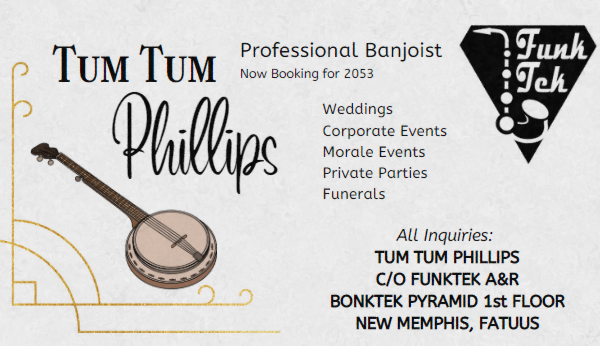 TUM TUM
Phillips
Professional Banjoist
Now Booking for 2053
Weddings
Corporate Events
Morale Events
Private Parties
Funerals
Funk
Tek
All Inquiries:
TUM TUM PHILLIPS
C/O FUNKTEK A&R
BONKTEK PYRAMID 1st FLOOR
NEW MEMPHIS, FATUUS